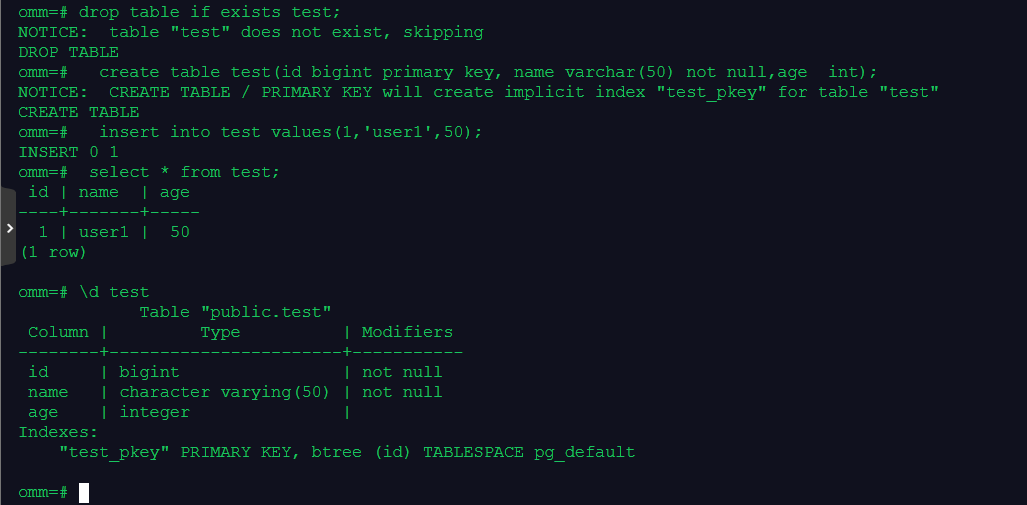 omm=# drop table if exists test;
NOTICE:  table "test" does not exist, skipping
DROP TABLE
omm=#   create table test(id bigint primary key, name varchar(50) not null,age  int);
NOTICE:  CREATE TABLE / PRIMARY KEY will create implicit index "test_pkey" for table "test"
CREATE TABLE
omm=#   insert into test values(1,'user1',50);
INSERT 0 1
omm=#  select * from test;
 id | name  | age
----+-------+-----
  1 | user1 |  50
(1 row)

omm=# \d test
            Table "public.test"
 Column |         Type          | Modifiers
--------+-----------------------+-----------
 id     | bigint                | not null
 name   | character varying(50) | not null
 age    | integer               |
Indexes:
    "test_pkey" PRIMARY KEY, btree (id) TABLESPACE pg_default

omm=#